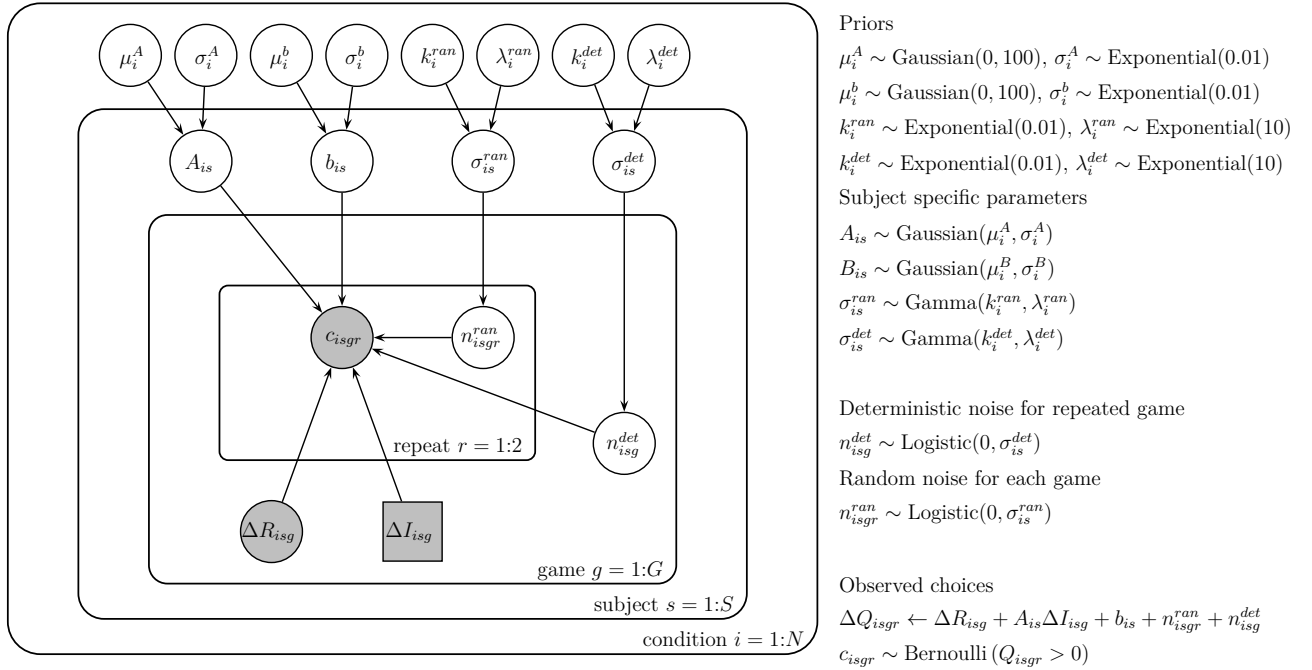 μ_i^A σ_i^A μ_i^b σ_i^b k_i^{ran} λ_i^{ran} k_i^{det} λ_i^{det}
A_{is} b_{is} σ_{is}^{ran} σ_{is}^{det}
c_{isgr} n_{isgr}^{ran}
n_{isg}^{det}
repeat r = 1:2
ΔR_{isg} ΔI_{isg}
game g = 1:G
subject s = 1:S
condition i = 1:N
Priors
μ_i^A ∼ Gaussian(0, 100), σ_i^A ∼ Exponential(0.01)
μ_i^b ∼ Gaussian(0, 100), σ_i^b ∼ Exponential(0.01)
k_i^{ran} ∼ Exponential(0.01), λ_i^{ran} ∼ Exponential(10)
k_i^{det} ∼ Exponential(0.01), λ_i^{det} ∼ Exponential(10)
Subject specific parameters
A_{is} ∼ Gaussian(μ_i^A, σ_i^A)
B_{is} ∼ Gaussian(μ_i^B, σ_i^B)
σ_{is}^{ran} ∼ Gamma(k_i^{ran}, λ_i^{ran})
σ_{is}^{det} ∼ Gamma(k_i^{det}, λ_i^{det})
Deterministic noise for repeated game
n_{isg}^{det} ∼ Logistic(0, σ_{is}^{det})
Random noise for each game
n_{isgr}^{ran} ∼ Logistic(0, σ_{is}^{ran})
Observed choices
ΔQ_{isgr} ← ΔR_{isg} + A_{is}ΔI_{isg} + b_{is} + n_{isgr}^{ran} + n_{isg}^{det}
c_{isgr} ∼ Bernoulli (Q_{isgr} > 0)